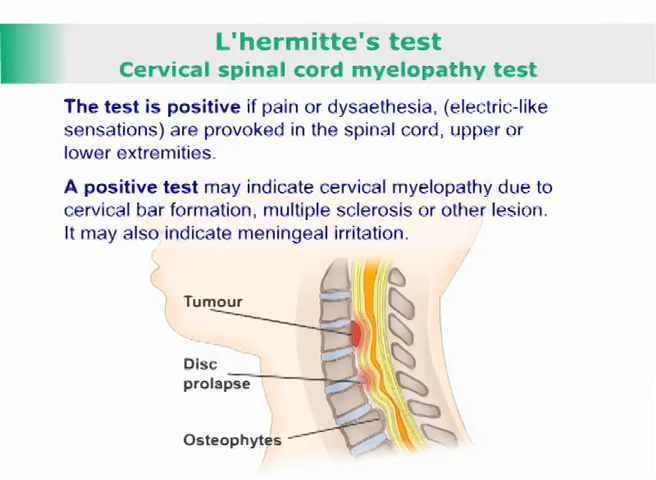 L'hermitte's test
Cervical spinal cord myelopathy test
The test is positive if pain or dysaethesia, (electric-like
sensations) are provoked in the spinal cord, upper or
lower extremities.
A positive test may indicate cervical myelopathy due to
cervical bar formation, multiple sclerosis or other lesion.
It may also indicate meningeal irritation.
Tumour
Disc
prolapse
Osteophytes